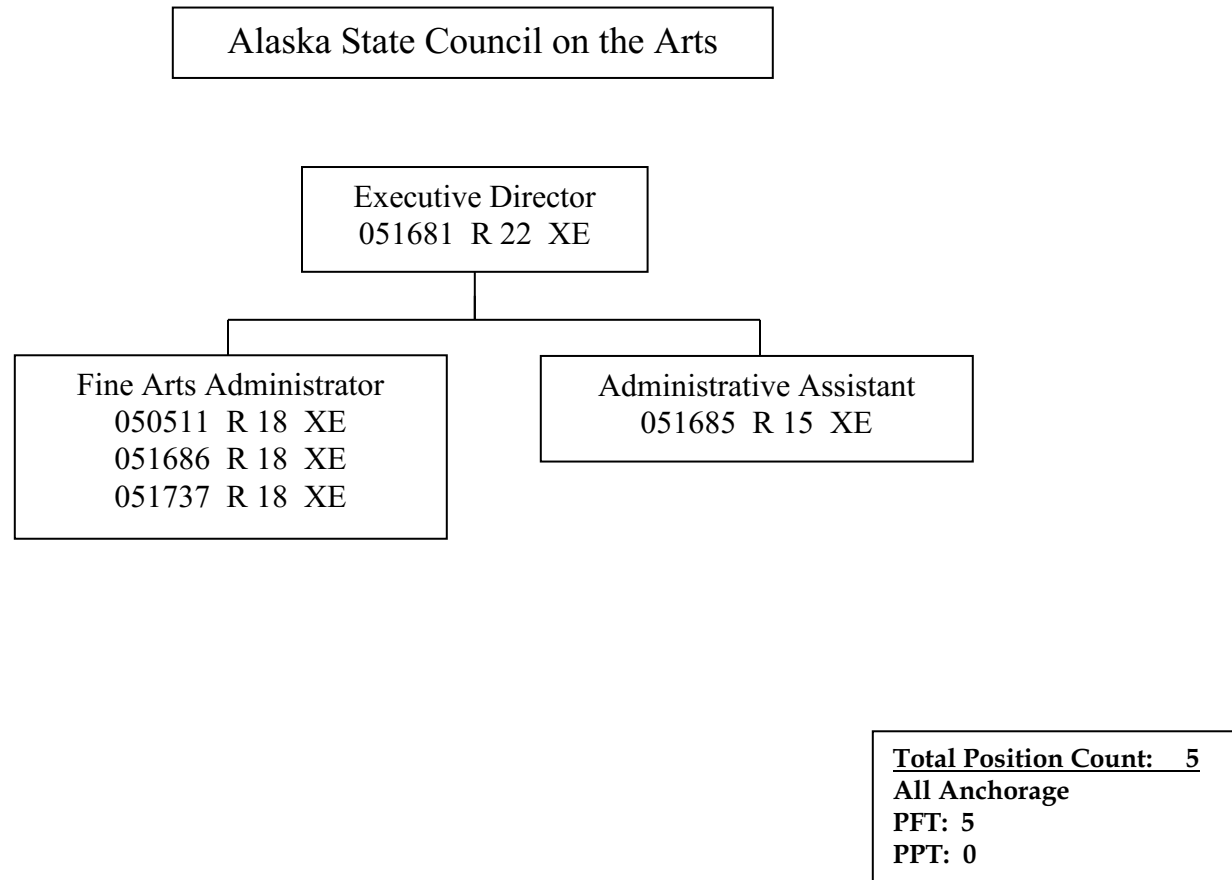 Alaska State Council on the Arts
Executive Director
051681 R 22 XE
Fine Arts Administrator
050511 R 18 XE
051686 R 18 XE
051737 R 18 XE
Administrative Assistant
051685 R 15 XE
Total Position Count: 5
All Anchorage
PFT: 5
PPT: 0